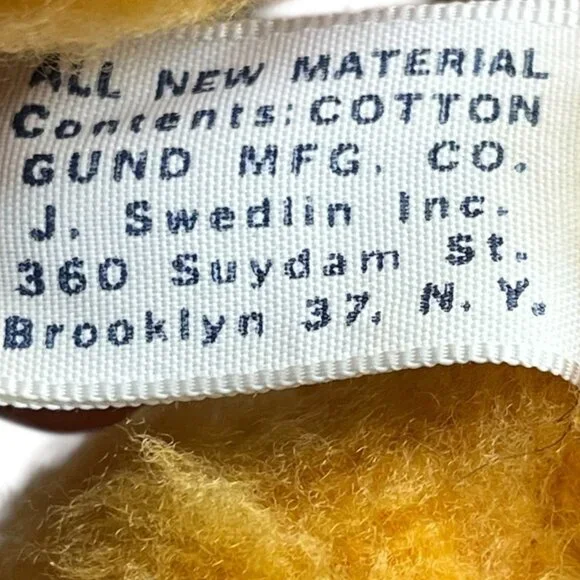 ALL NEW MATERIAL
Contents: COTTON
GUND MFG. CO.
J. Swedlin Inc.
360 Suydam St.
Brooklyn 37, N. Y.